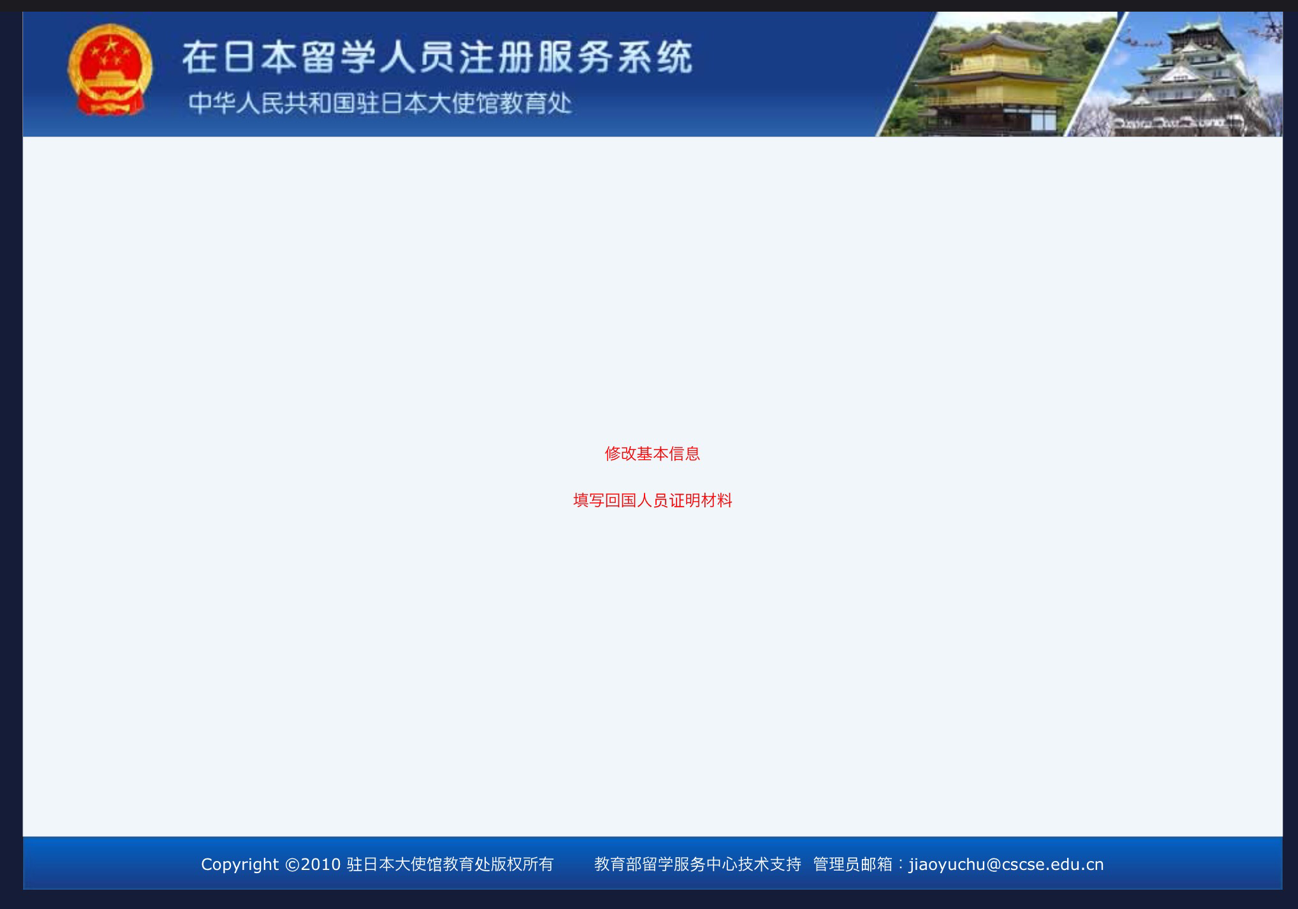 在日本留学人员注册服务系统
中华人民共和国驻日本大使馆教育处
修改基本信息
填写回国人员证明材料
Copyright ©2010 驻日本大使馆教育处版权所有 教育部留学服务中心技术支持 管理员邮箱：jiaoyuchu@cscse.edu.cn